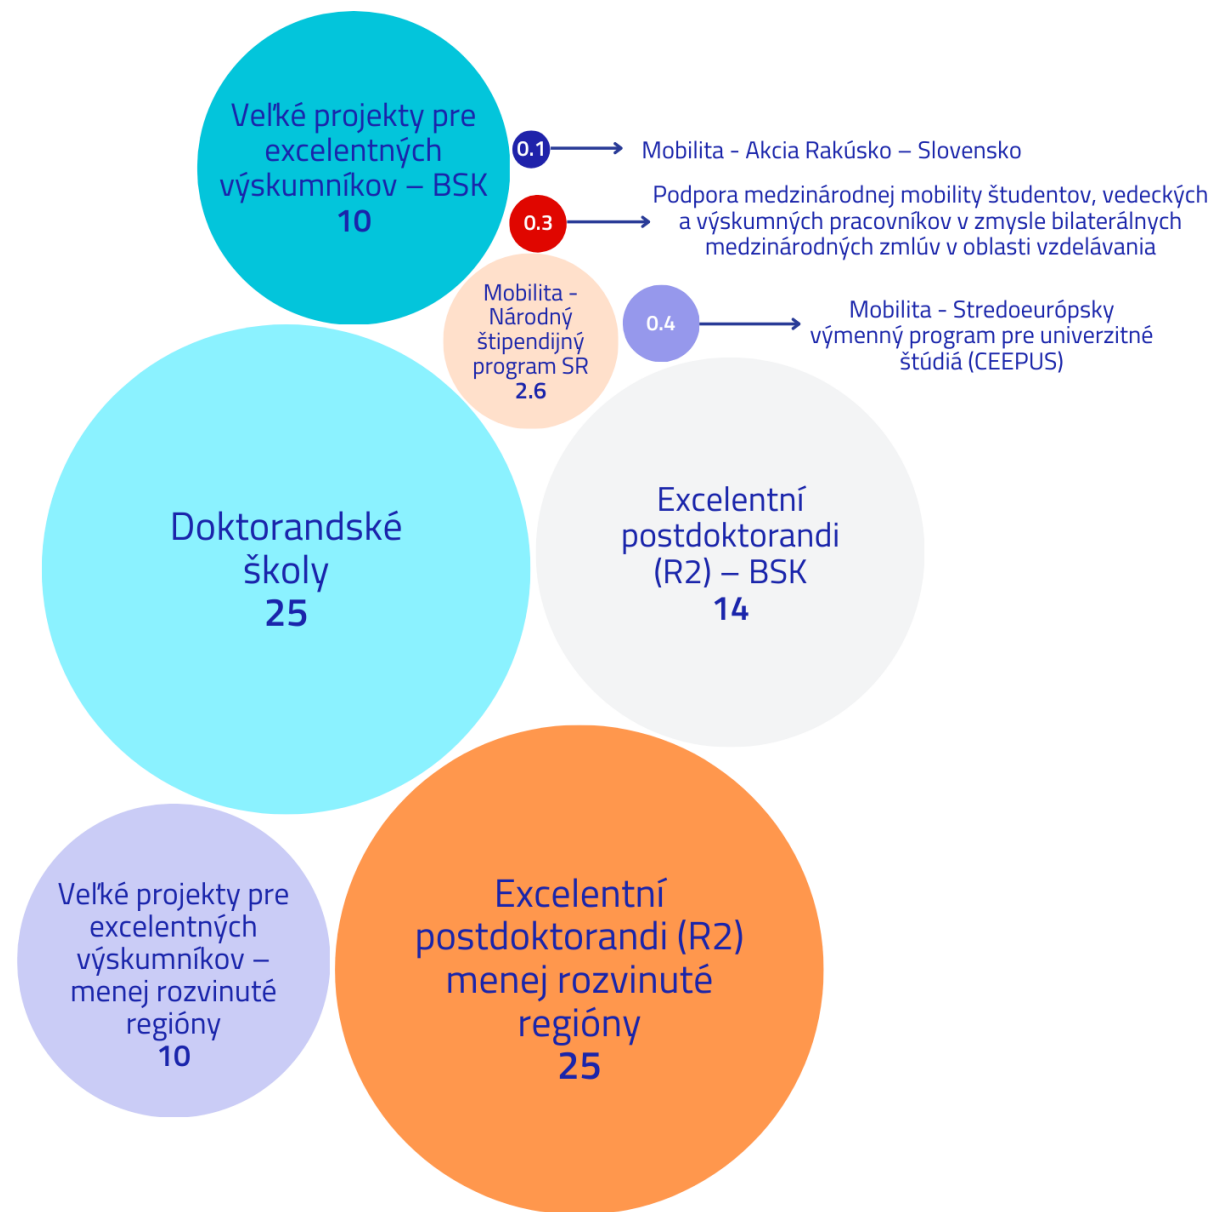 Veľké projekty pre
excelentných
výskumníkov – BSK
10
0.1
Mobilita - Akcia Rakúsko – Slovensko
0.3
Podpora medzinárodnej mobility študentov, vedeckých
a výskumných pracovníkov v zmysle bilaterálnych
medzinárodných zmlúv v oblasti vzdelávania
Mobilita -
Národný
štipendijný
program SR
2.6
0.4
Mobilita - Stredoeurópsky
výmenný program pre univerzitné
štúdiá (CEEPUS)
Doktorandské
školy
25
Excelentní
postdoktorandi
(R2) – BSK
14
Veľké projekty pre
excelentných
výskumníkov –
menej rozvinuté
regióny
10
Excelentní
postdoktorandi (R2)
menej rozvinuté
regióny
25